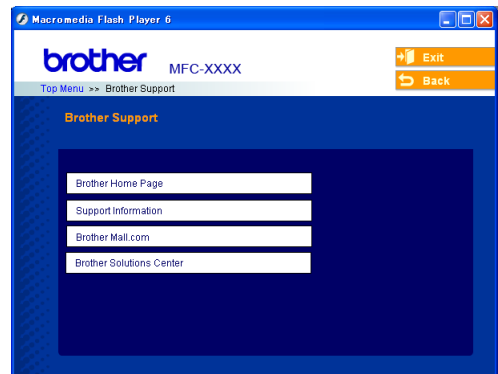 Macromedia Flash Player 6
brother MFC-XXXX
Exit
Back
Top Menu >> Brother Support
Brother Support
Brother Home Page
Support Information
Brother Mall.com
Brother Solutions Center